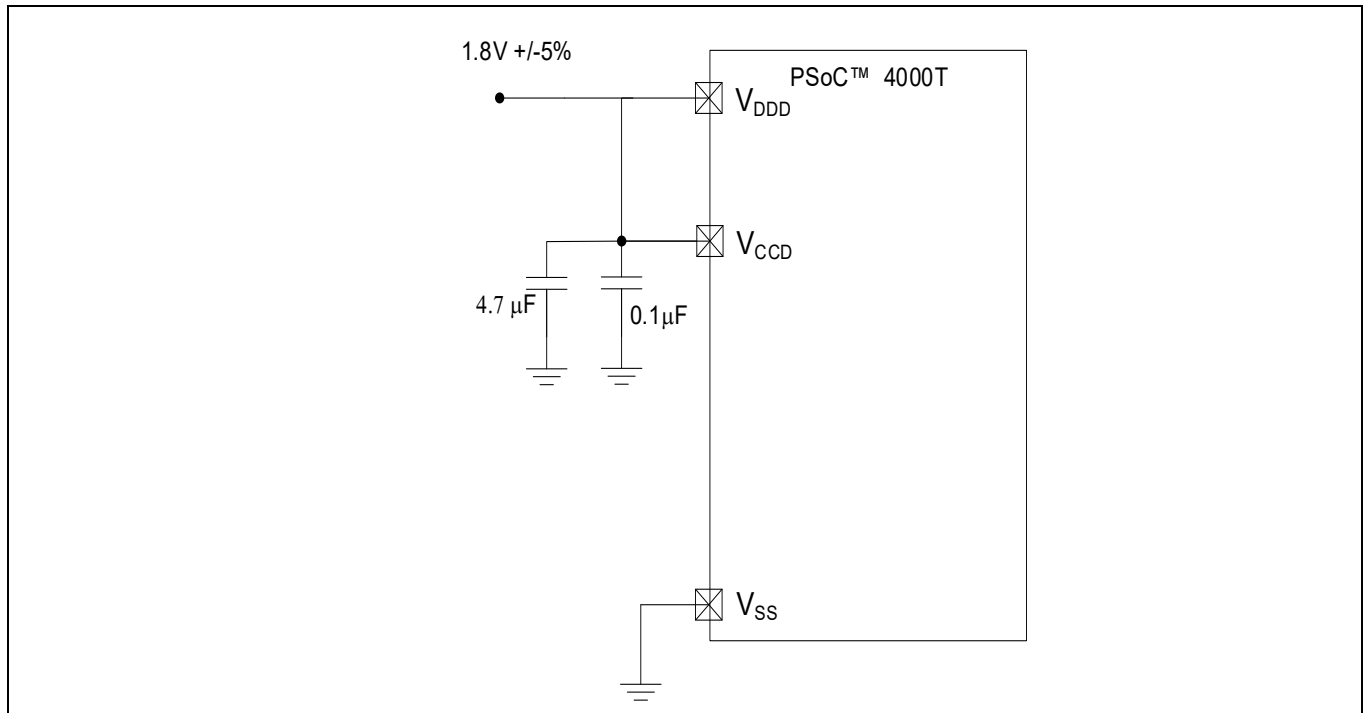 1.8V +/-5%
PSoC™ 4000T
VDDD
VCCD
4.7 μF
0.1μF
VSS